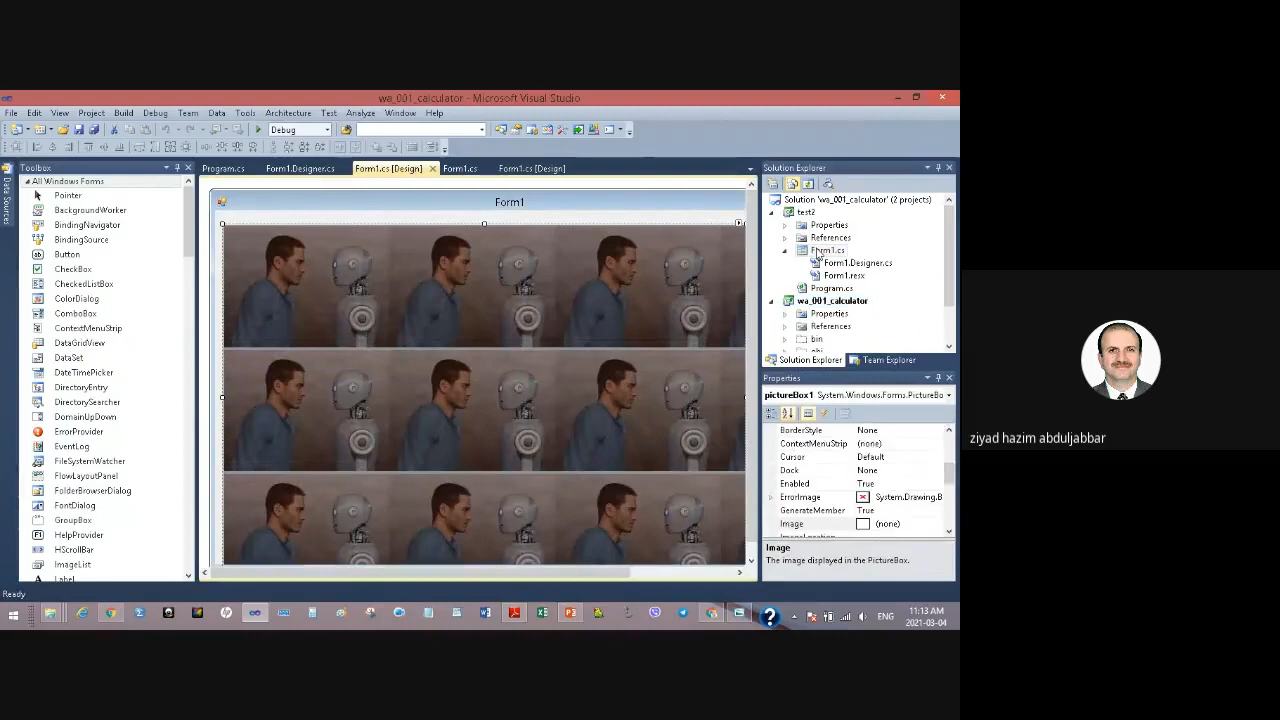 wa_001_calculator - Microsoft Visual Studio
File Edit View Project Build Debug Team Data Tools Architecture Test Analyze Window Help
Debug
Toolbox
Program.cs Form1.Designer.cs Form1.cs [Design] Form1.cs Form1.cs [Design]
Solution Explorer
Data Sources
All Windows Forms
Pointer
BackgroundWorker
BindingNavigator
BindingSource
Button
CheckBox
CheckedListBox
ColorDialog
ComboBox
ContextMenuStrip
DataGridView
DataSet
DateTimePicker
DirectoryEntry
DirectorySearcher
DomainUpDown
ErrorProvider
EventLog
FileSystemWatcher
FlowLayoutPanel
FolderBrowserDialog
FontDialog
GroupBox
HelpProvider
HScrollBar
ImageList
Label
Form1
Solution 'wa_001_calculator' (2 projects)
test2
Properties
References
Form1.cs
Form1.Designer.cs
Form1.resx
Program.cs
wa_001_calculator
Properties
References
bin
obj
Solution Explorer Team Explorer
Properties
pictureBox1 System.Windows.Forms.PictureBo
BorderStyle None
ContextMenuStrip (none)
Cursor Default
Dock None
Enabled True
ErrorImage System.Drawing.B
GenerateMember True
Image (none)
ImageLocation
Image
The image displayed in the PictureBox.
Ready
ENG
11:13 AM
2021-03-04
ziyad hazim abduljabbar